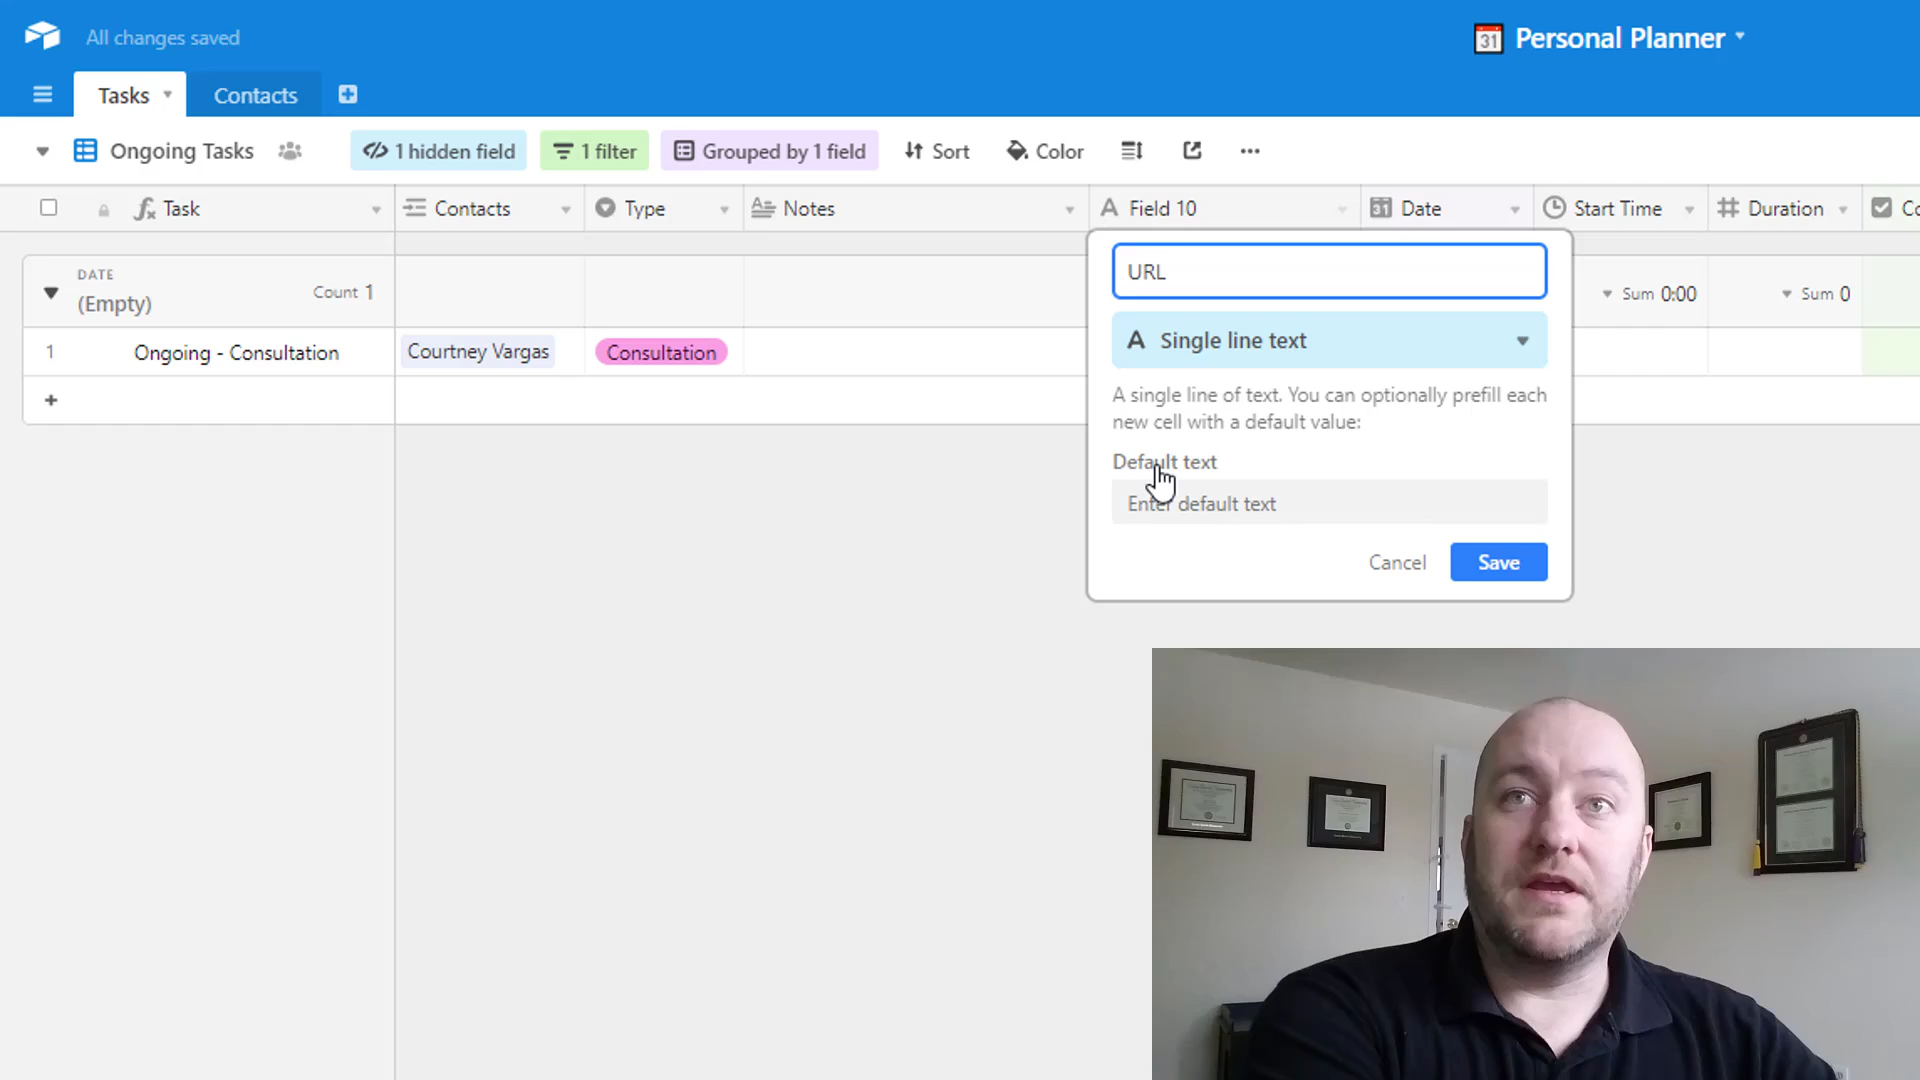 All changes saved
31 Personal Planner
Tasks
Contacts
Ongoing Tasks
1 hidden field
1 filter
Grouped by 1 field
Sort
Color
Task
Contacts
Type
Notes
Field 10
31 Date
Start Time
Duration
Co
DATE
(Empty)
Count 1
Sum 0:00
Sum 0
1
Ongoing - Consultation
Courtney Vargas
Consultation
URL
Single line text
A single line of text. You can optionally prefill each
new cell with a default value:
Default text
Enter default text
Cancel
Save